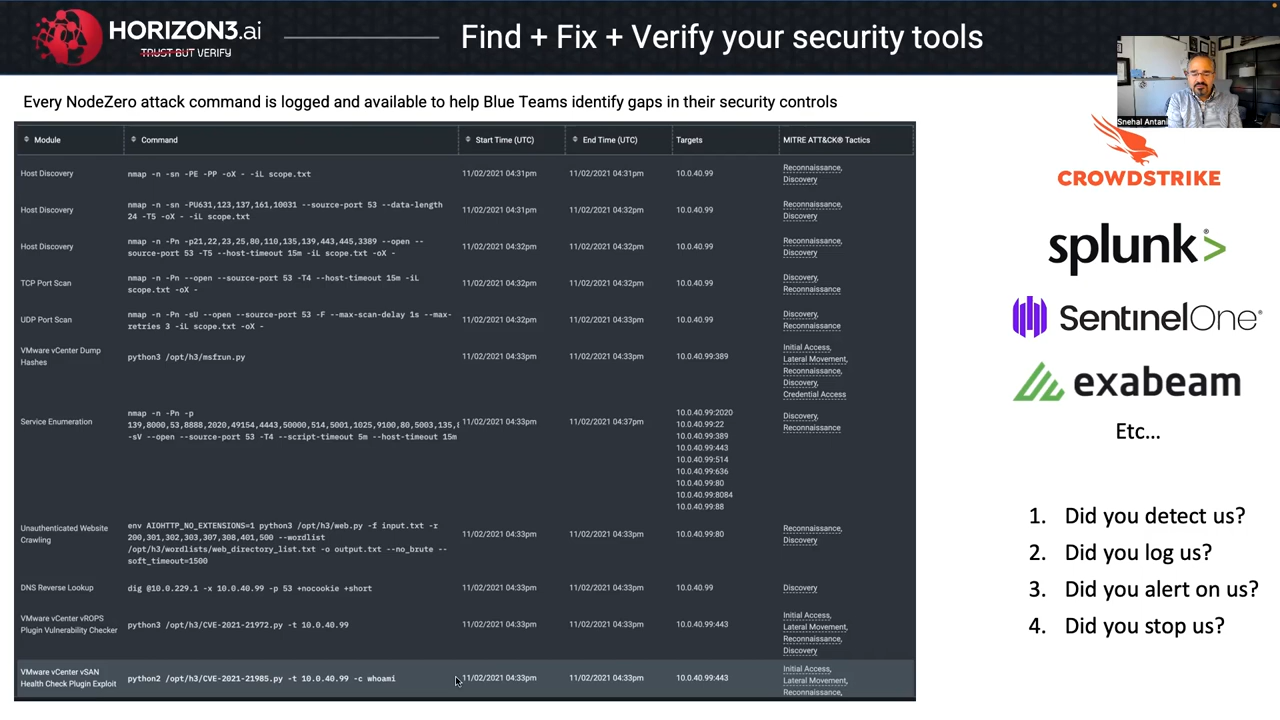 HORIZON3.ai
TRUST BUT VERIFY
Find + Fix + Verify your security tools
Snehal Antani
Every NodeZero attack command is logged and available to help Blue Teams identify gaps in their security controls
Module Command Start Time (UTC) End Time (UTC) Targets MITRE ATT&CK® Tactics
Host Discovery
nmap -n -sn -PE -PP -oX - -iL scope.txt
11/02/2021 04:31pm
11/02/2021 04:31pm
10.0.40.99
Reconnaissance,
Discovery
Host Discovery
nmap -n -sn -PU631,123,137,161,10031 --source-port 53 --data-length
24 -T5 -oX - -iL scope.txt
11/02/2021 04:31pm
11/02/2021 04:32pm
10.0.40.99
Reconnaissance,
Discovery
Host Discovery
nmap -n -Pn -p21,22,23,25,80,110,135,139,443,445,3389 --open --
source-port 53 -T5 --host-timeout 15m -iL scope.txt -oX -
11/02/2021 04:32pm
11/02/2021 04:32pm
10.0.40.99
Reconnaissance,
Discovery
TCP Port Scan
nmap -n -Pn --open --source-port 53 -T4 --host-timeout 15m -iL
scope.txt -oX -
11/02/2021 04:32pm
11/02/2021 04:32pm
10.0.40.99
Discovery,
Reconnaissance
UDP Port Scan
nmap -n -Pn -sU --open --source-port 53 -F --max-scan-delay 1s --max-
retries 3 -iL scope.txt -oX -
11/02/2021 04:32pm
11/02/2021 04:33pm
10.0.40.99
Discovery,
Reconnaissance
VMware vCenter Dump
Hashes
python3 /opt/h3/msfrun.py
11/02/2021 04:33pm
11/02/2021 04:33pm
10.0.40.99:389
Initial Access,
Lateral Movement,
Reconnaissance,
Discovery,
Credential Access
Service Enumeration
nmap -n -Pn -p
139,8000,53,8888,2020,49154,4443,50000,514,5001,1025,9100,80,5003,135,8
-sV --open --source-port 53 -T4 --script-timeout 5m --host-timeout 15m
11/02/2021 04:33pm
11/02/2021 04:37pm
10.0.40.99:2020
10.0.40.99:22
10.0.40.99:389
10.0.40.99:443
10.0.40.99:514
10.0.40.99:636
10.0.40.99:80
10.0.40.99:8084
10.0.40.99:88
Discovery,
Reconnaissance
Unauthenticated Website
Crawling
env AIOHTTP_NO_EXTENSIONS=1 python3 /opt/h3/web.py -f input.txt -r
200,301,302,303,307,308,401,500 --wordlist
/opt/h3/wordlists/web_directory_list.txt -o output.txt --no_brute --
soft_timeout=1500
11/02/2021 04:33pm
11/02/2021 04:33pm
10.0.40.99:80
Reconnaissance,
Discovery
DNS Reverse Lookup
dig @10.0.229.1 -x 10.0.40.99 -p 53 +nocookie +short
11/02/2021 04:33pm
11/02/2021 04:33pm
10.0.40.99
Discovery
VMware vCenter vROPS
Plugin Vulnerability Checker
python3 /opt/h3/CVE-2021-21972.py -t 10.0.40.99
11/02/2021 04:33pm
11/02/2021 04:33pm
10.0.40.99:443
Initial Access,
Lateral Movement,
Reconnaissance,
Discovery
VMware vCenter vSAN
Health Check Plugin Exploit
python2 /opt/h3/CVE-2021-21985.py -t 10.0.40.99 -c whoami
11/02/2021 04:33pm
11/02/2021 04:33pm
10.0.40.99:443
Initial Access,
Lateral Movement,
Reconnaissance,
CROWDSTRIKE
splunk>
SentinelOne
exabeam
Etc...
1. Did you detect us?
2. Did you log us?
3. Did you alert on us?
4. Did you stop us?